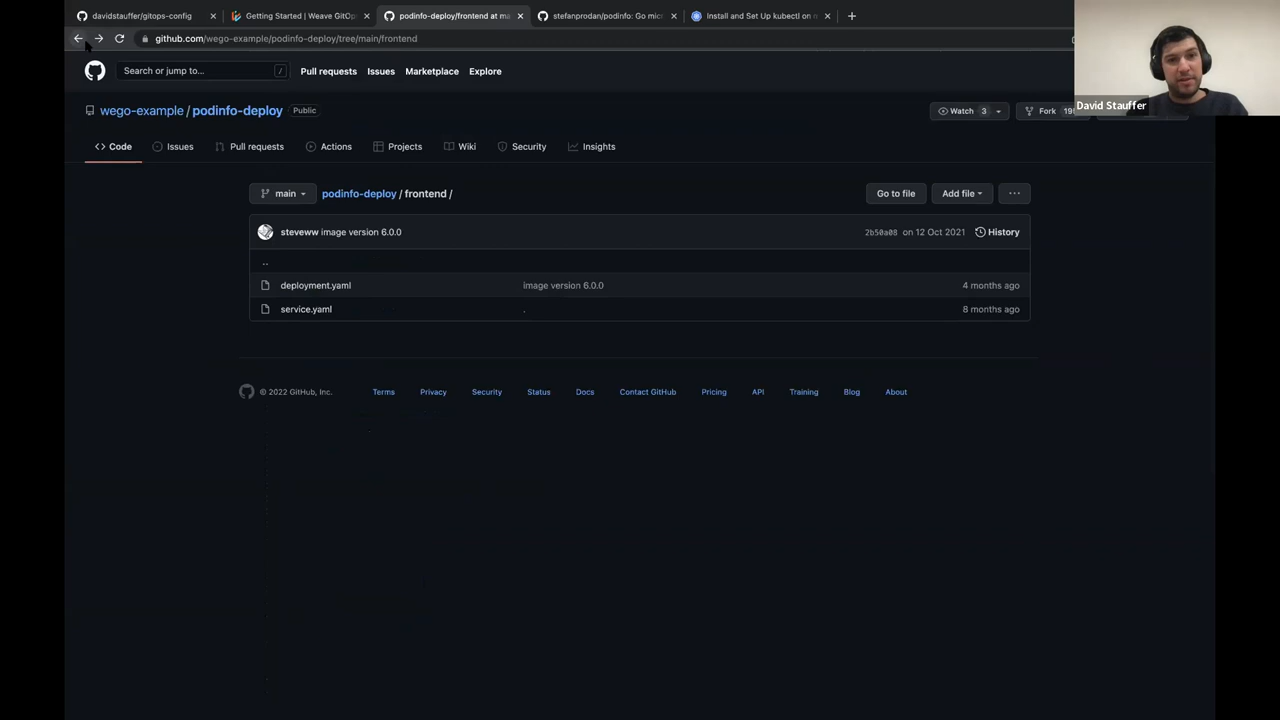 davidstauffer/gitops-config
Getting Started | Weave GitOp
podinfo-deploy/frontend at ma
stefanprodan/podinfo: Go mic
Install and Set Up kubectl on m
github.com/wego-example/podinfo-deploy/tree/main/frontend
Search or jump to... /
Pull requests
Issues
Marketplace
Explore
David Stauffer
wego-example / podinfo-deploy Public
Watch 3
Fork
Code
Issues
Pull requests
Actions
Projects
Wiki
Security
Insights
main
podinfo-deploy / frontend /
Go to file
Add file
...
steveww image version 6.0.0
2b50a08 on 12 Oct 2021
History
..
deployment.yaml image version 6.0.0 4 months ago
service.yaml . 8 months ago
© 2022 GitHub, Inc.
Terms
Privacy
Security
Status
Docs
Contact GitHub
Pricing
API
Training
Blog
About